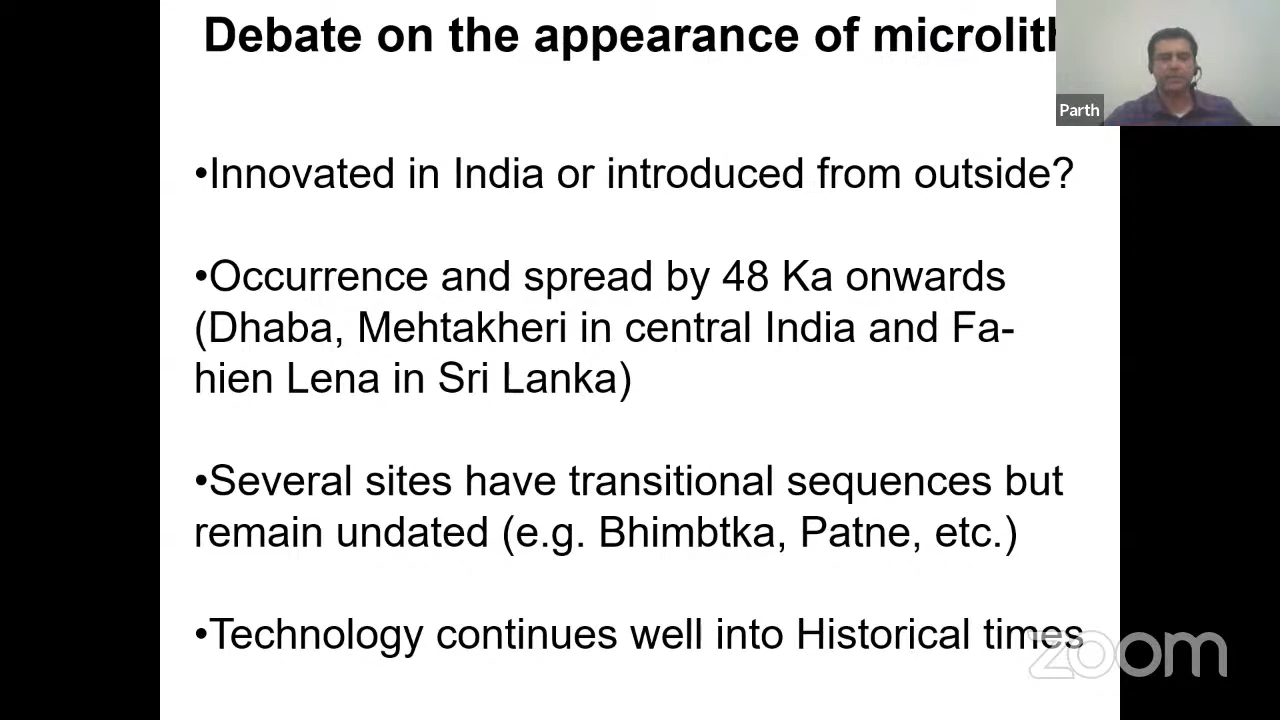 Debate on the appearance of microlith
Parth
•Innovated in India or introduced from outside?
•Occurrence and spread by 48 Ka onwards
(Dhaba, Mehtakheri in central India and Fa-
hien Lena in Sri Lanka)
•Several sites have transitional sequences but
remain undated (e.g. Bhimbtka, Patne, etc.)
•Technology continues well into Historical times
zoom